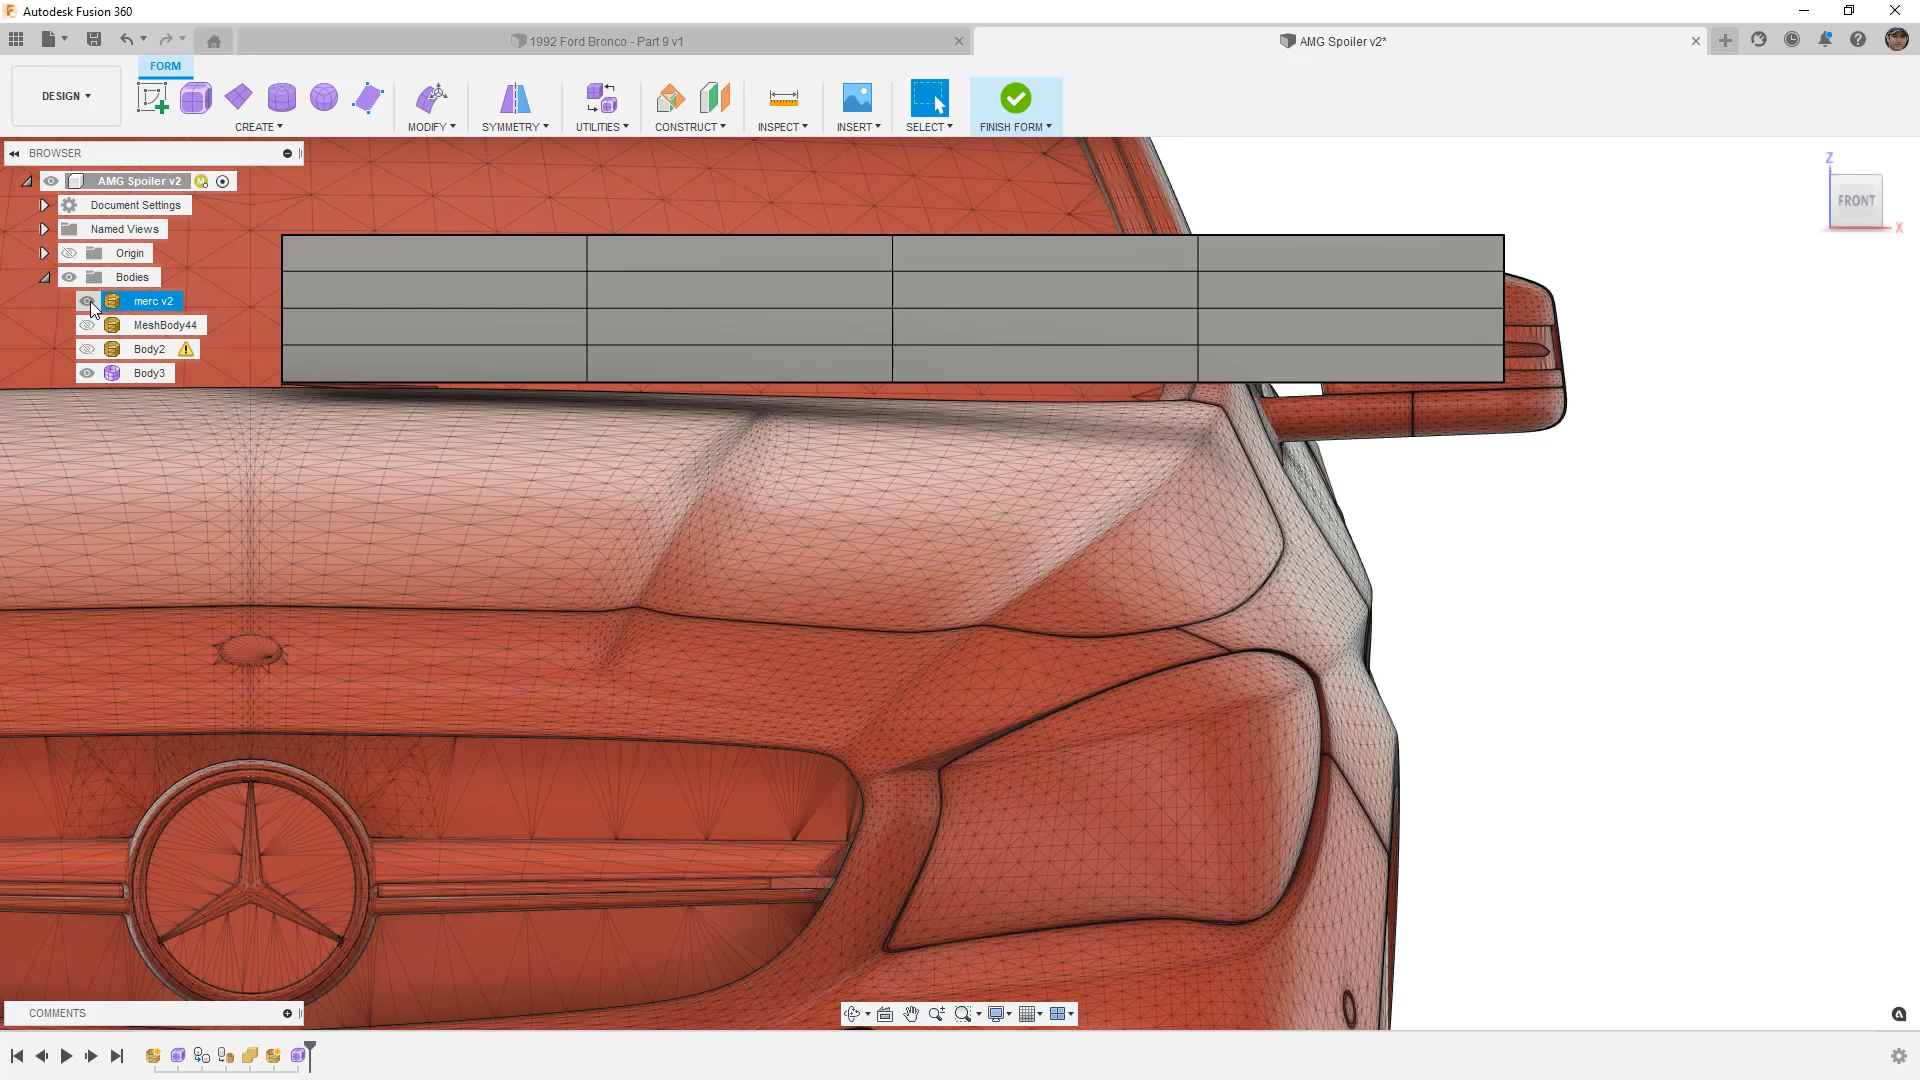 Autodesk Fusion 360
1992 Ford Bronco - Part 9 v1
AMG Spoiler v2*
FORM
DESIGN
CREATE
MODIFY
SYMMETRY
UTILITIES
CONSTRUCT
INSPECT
INSERT
SELECT
FINISH FORM
BROWSER
AMG Spoiler v2
Document Settings
Named Views
Origin
Bodies
merc v2
MeshBody44
Body2
Body3
Z
FRONT
X
COMMENTS